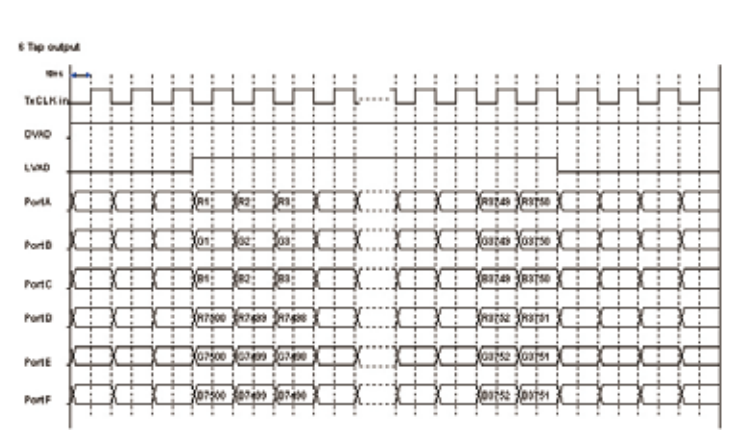 6 Tap output
TxCLK in
DVAD
LVAD
PortA R1 R2 R3 R3749 R3750
PortB G1 G2 G3 G3749 G3750
PortC B1 B2 B3 B3749 B3750
PortD R7500 R7499 R7498 R3752 R3751
PortE G7500 G7499 G7498 G3752 G3751
PortF B7500 B7499 B7498 B3752 B3751